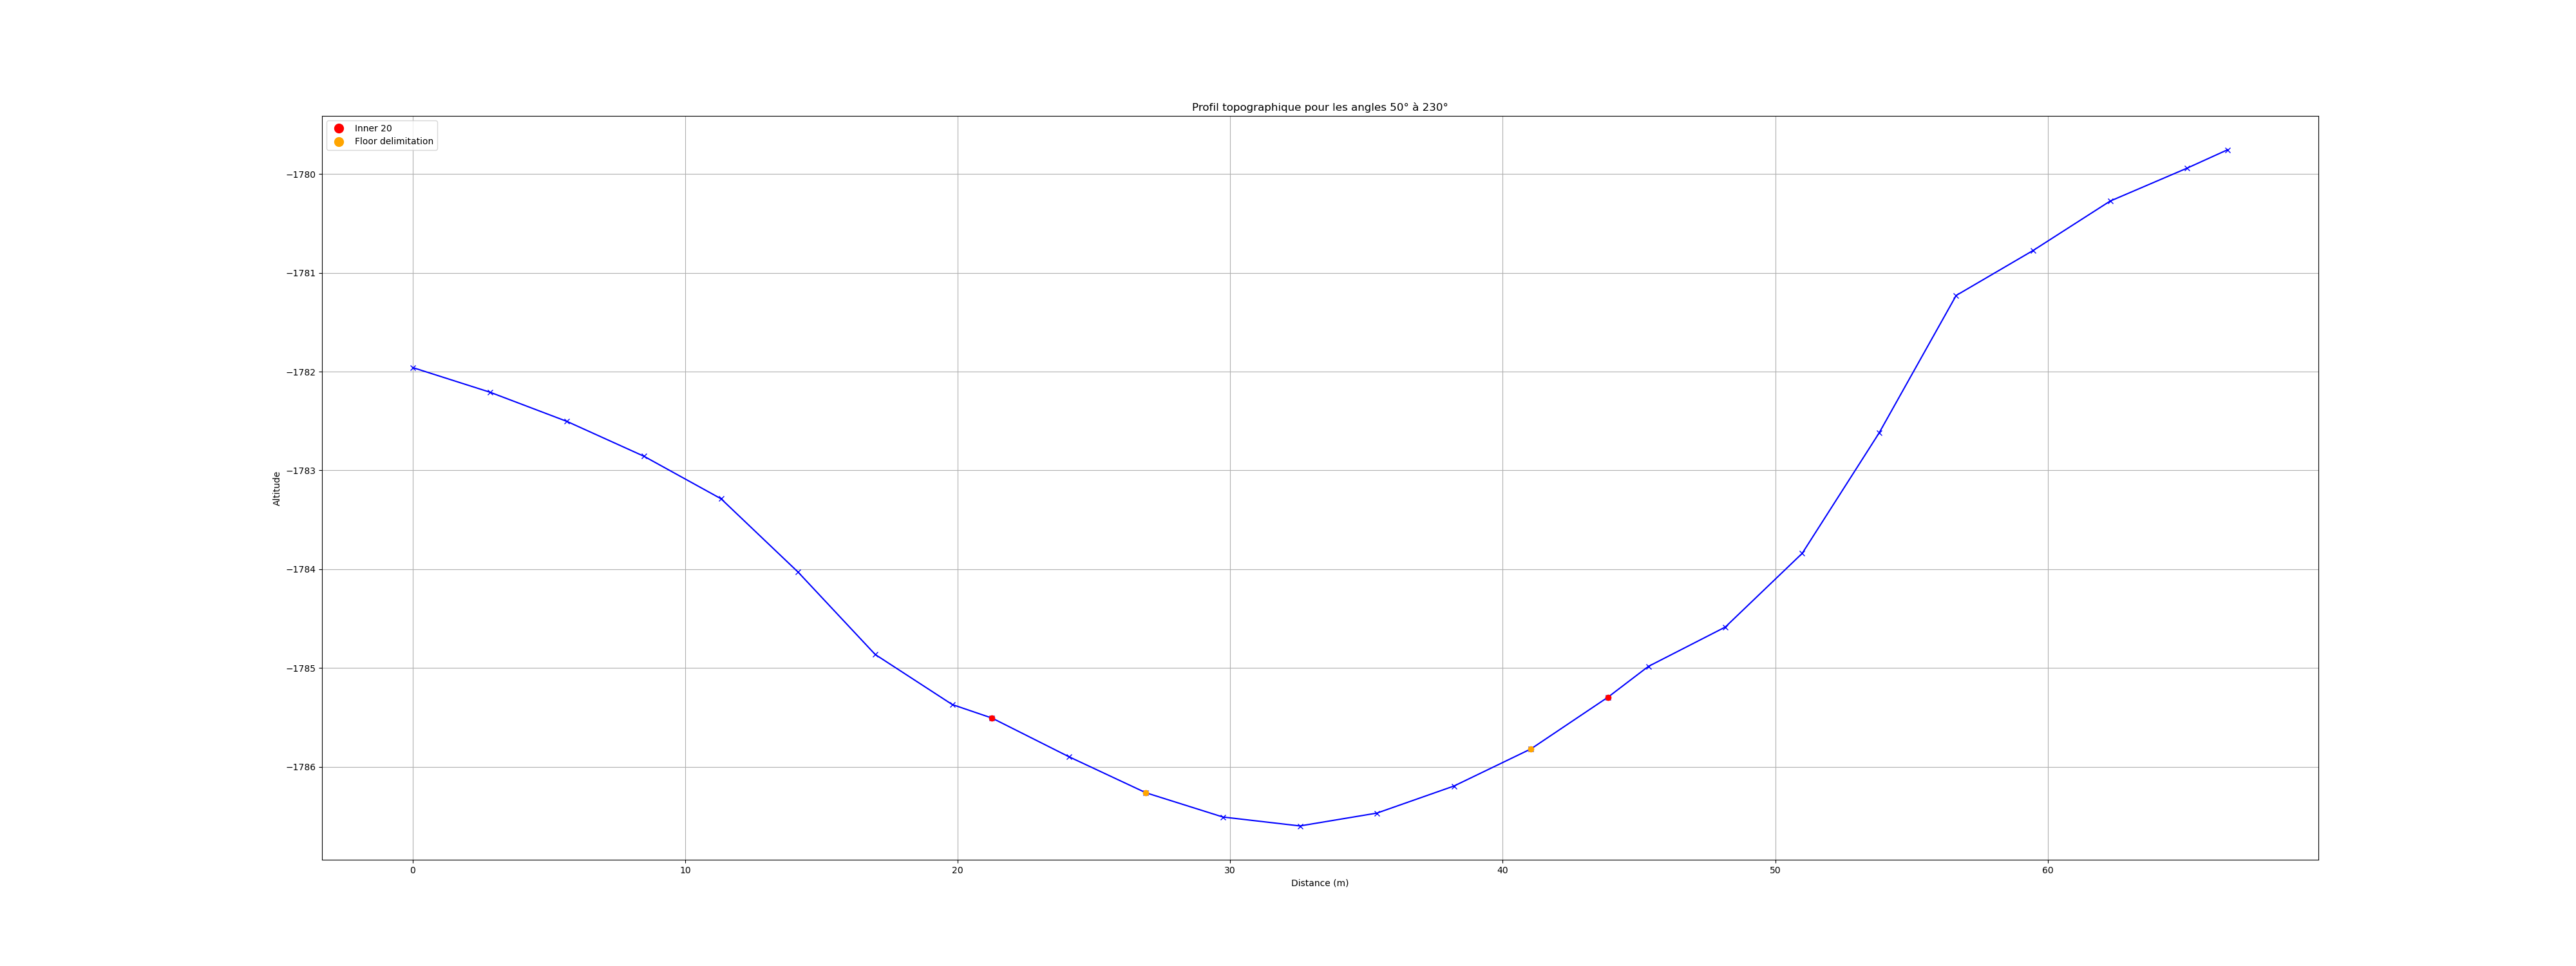 Profil topographique pour les angles 50° à 230°
Inner 20
Floor delimitation
−1780
−1781
−1782
−1783
−1784
−1785
−1786
Altitude
0 10 20 30 40 50 60
Distance (m)